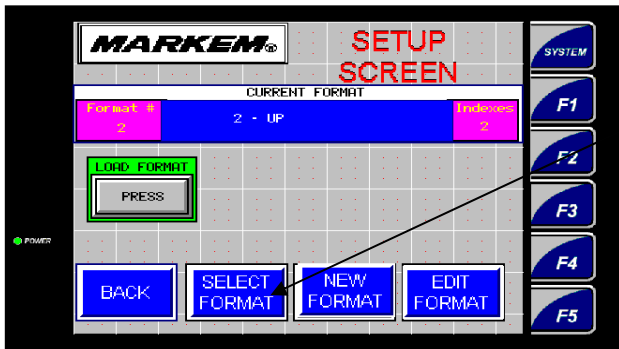 MARKEM®
SETUP
SCREEN
SYSTEM
CURRENT FORMAT
Format #
2
2 - UP
Indexes
2
F1
F2
LOAD FORMAT
PRESS
F3
POWER
BACK
SELECT
FORMAT
NEW
FORMAT
EDIT
FORMAT
F4
F5